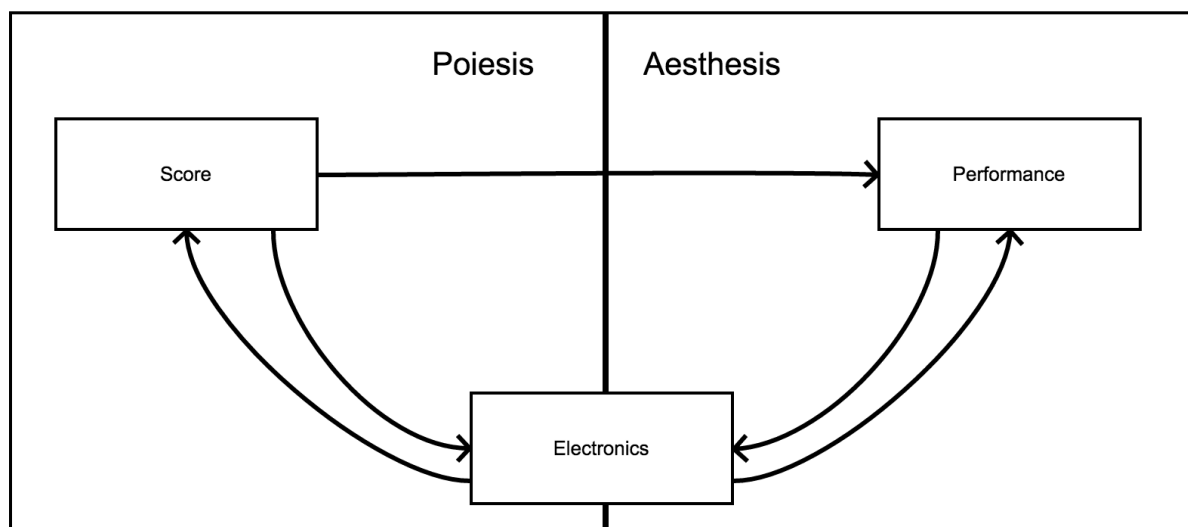 Poiesis
Aesthesis
Score
Performance
Electronics